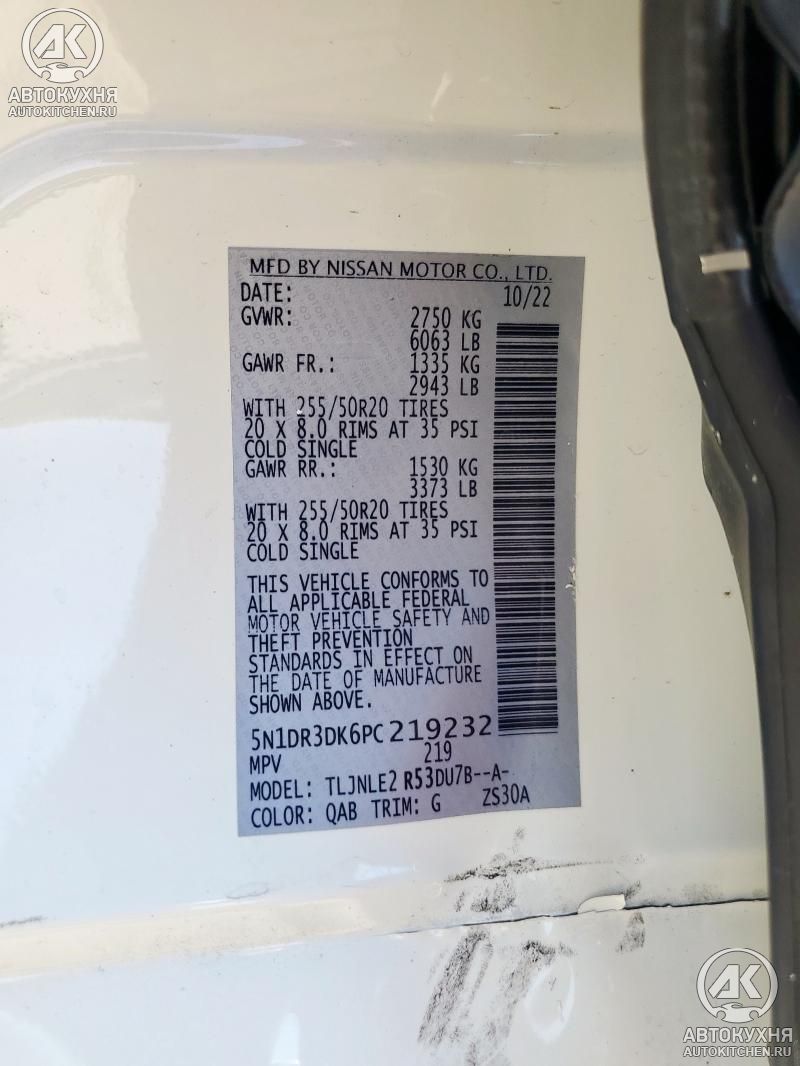 AK
АВТОКУХНЯ
AUTOKITCHEN.RU
MFD BY NISSAN MOTOR CO., LTD.
DATE: 10/22
GVWR: 2750 KG
6063 LB
GAWR FR.: 1335 KG
2943 LB
WITH 255/50R20 TIRES
20 X 8.0 RIMS AT 35 PSI
COLD SINGLE
GAWR RR.: 1530 KG
3373 LB
WITH 255/50R20 TIRES
20 X 8.0 RIMS AT 35 PSI
COLD SINGLE
THIS VEHICLE CONFORMS TO
ALL APPLICABLE FEDERAL
MOTOR VEHICLE SAFETY AND
THEFT PREVENTION
STANDARDS IN EFFECT ON
THE DATE OF MANUFACTURE
SHOWN ABOVE.
5N1DR3DK6PC219232
MPV 219
MODEL: TLJNLE2 R53DU7B--A-
COLOR: QAB TRIM: G ZS30A
AK
АВТОКУХНЯ
AUTOKITCHEN.RU